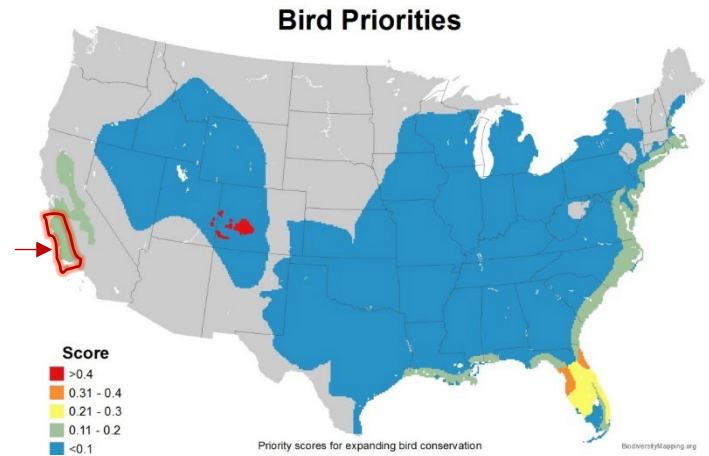 Bird Priorities
Score
>0.4
0.31 - 0.4
0.21 - 0.3
0.11 - 0.2
<0.1
Priority scores for expanding bird conservation
BiodiversityMapping.org